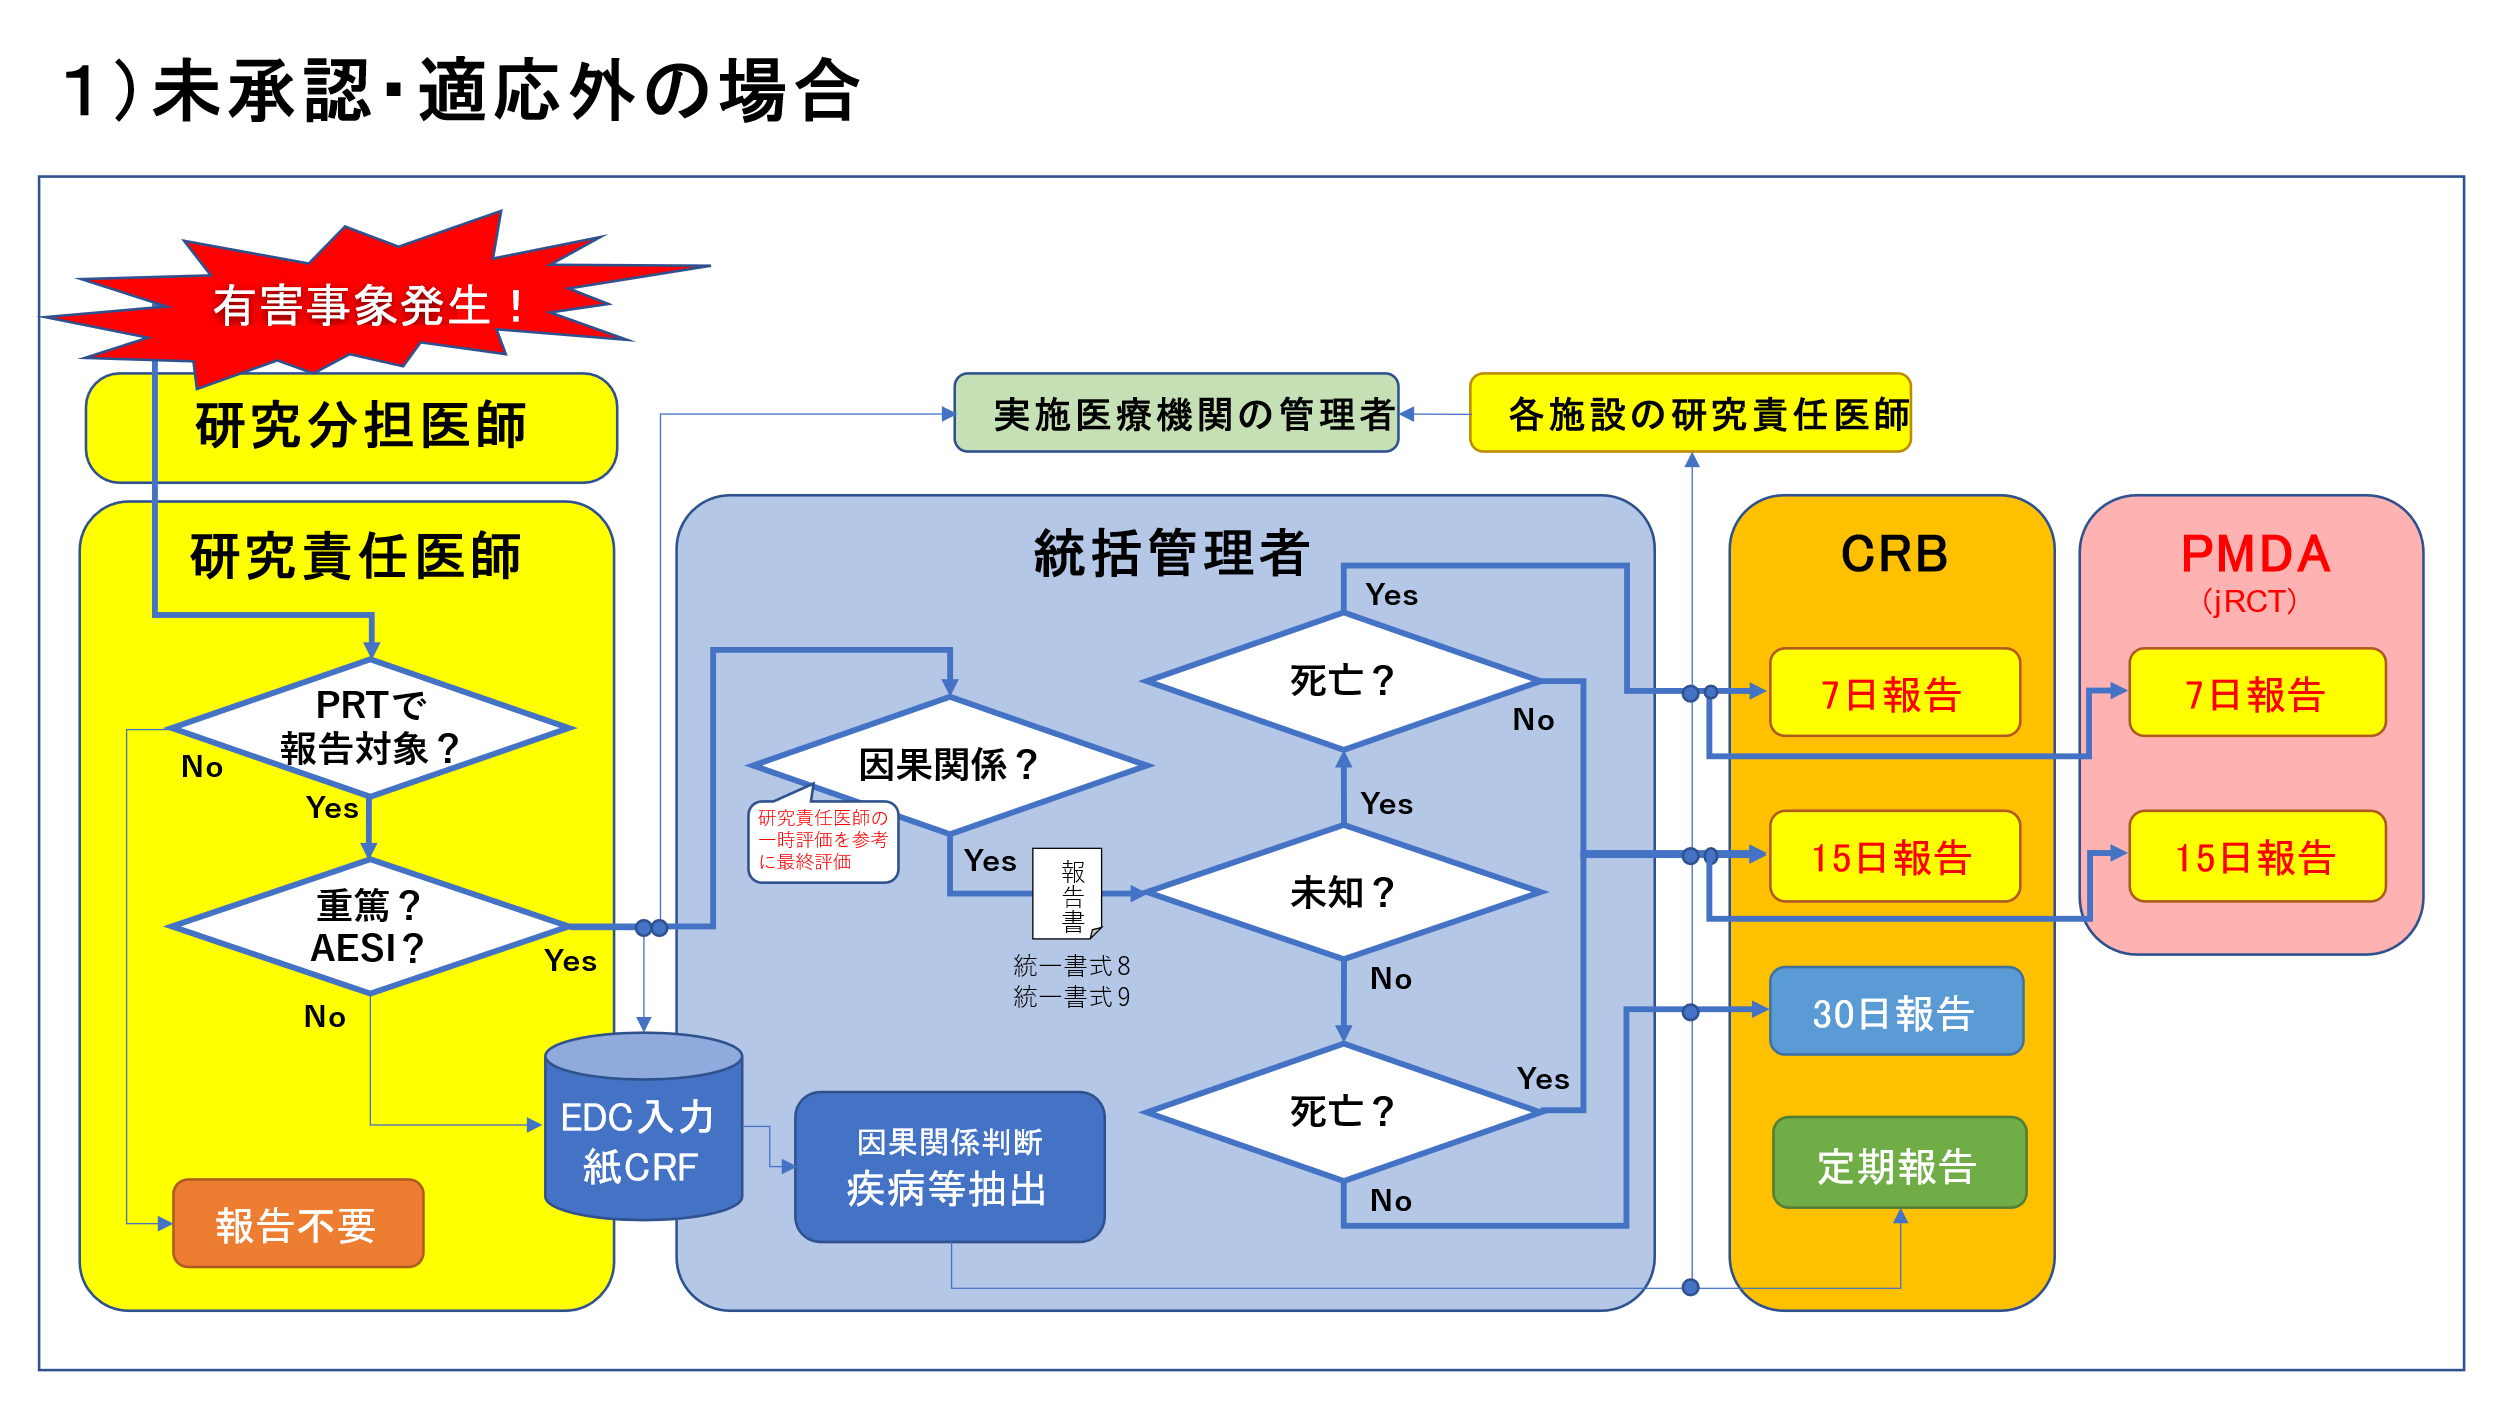 １）未承認・適応外の場合
有害事象発生！
研究分担医師
実施医療機関の管理者
各施設の研究責任医師
研究責任医師
統括管理者
CRB
PMDA
（jRCT）
PRTで
報告対象？
No
Yes
重篤？
AESI？
Yes
No
報告不要
EDC入力
紙CRF
因果関係？
研究責任医師の
一時評価を参考
に最終評価
Yes
報告書
統一書式８
統一書式９
因果関係判断
疾病等抽出
Yes
死亡？
No
Yes
未知？
No
死亡？
Yes
No
7日報告
15日報告
30日報告
定期報告
7日報告
15日報告